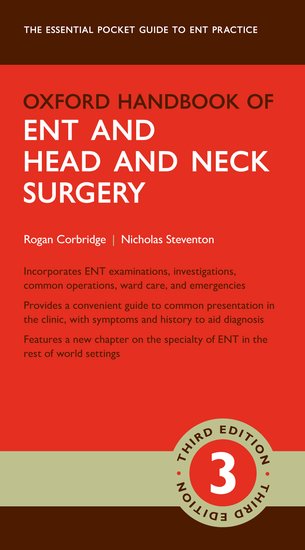 THE ESSENTIAL POCKET GUIDE TO ENT PRACTICE
OXFORD HANDBOOK OF
ENT AND
HEAD AND NECK
SURGERY
Rogan Corbridge | Nicholas Steventon
Incorporates ENT examinations, investigations,
common operations, ward care, and emergencies
Provides a convenient guide to common presentation in
the clinic, with symptoms and history to aid diagnosis
Features a new chapter on the specialty of ENT in the
rest of world settings
THIRD EDITION
3
THIRD EDITION